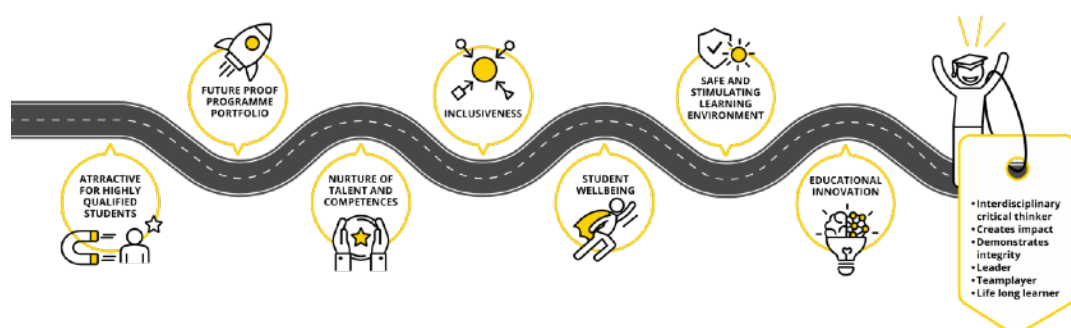 ATRRACTIVE
FOR HIGHLY
QUALIFIED
STUDENTS
FUTURE PROOF
PROGRAMME
PORTFOLIO
NURTURE OF
TALENT AND
COMPETENCES
INCLUSIVENESS
STUDENT
WELLBEING
SAFE AND
STIMULATING
LEARNING
ENVIRONMENT
EDUCATIONAL
INNOVATION
• Interdisciplinary
critical thinker
• Creates impact
• Demonstrates
integrity
• Leader
• Teamplayer
• Life long learner